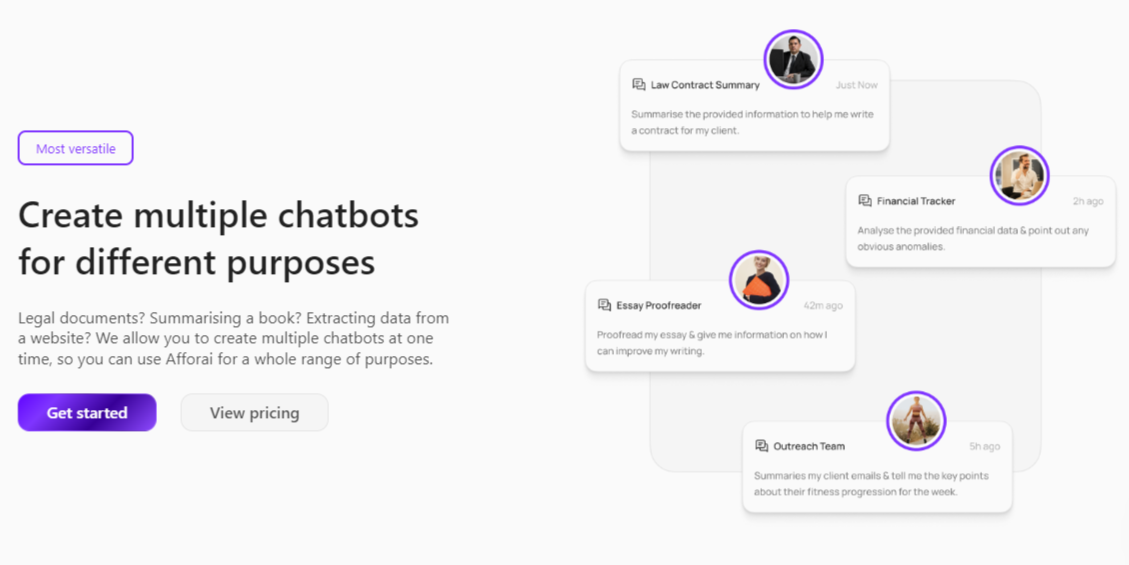 Most versatile
Create multiple chatbots
for different purposes
Legal documents? Summarising a book? Extracting data from
a website? We allow you to create multiple chatbots at one
time, so you can use Afforai for a whole range of purposes.
Get started
View pricing
Law Contract Summary
Just Now
Summarise the provided information to help me write
a contract for my client.
Financial Tracker
2h ago
Analyse the provided financial data & point out any
obvious anomalies.
Essay Proofreader
42m ago
Proofread my essay & give me information on how I
can improve my writing.
Outreach Team
5h ago
Summaries my client emails & tell me the key points
about their fitness progression for the week.